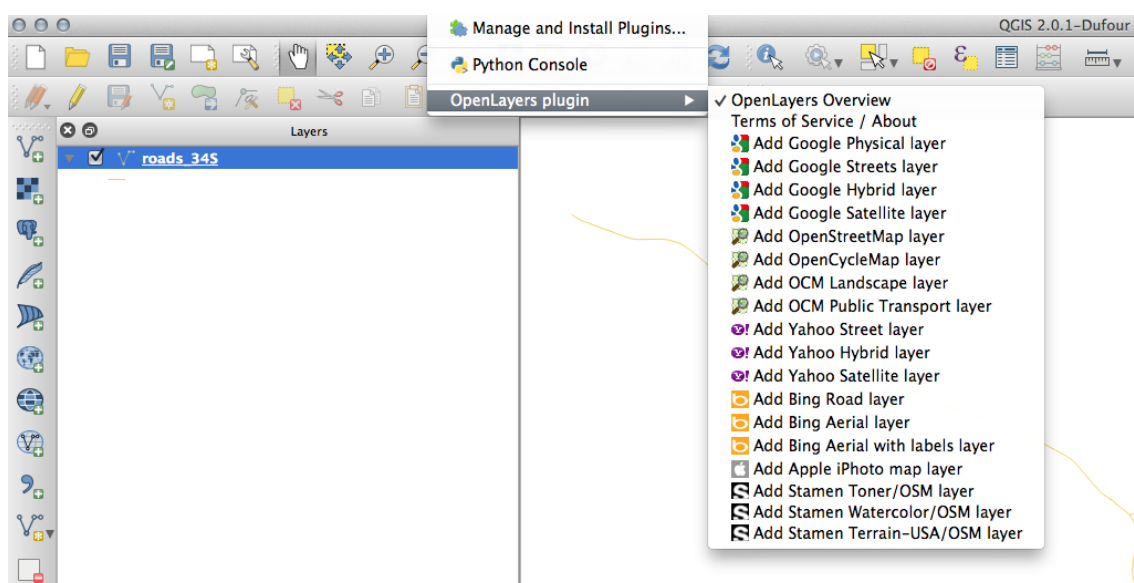 Manage and Install Plugins...
QGIS 2.0.1-Dufour
Python Console
OpenLayers plugin
Layers
roads_34S
OpenLayers Overview
Terms of Service / About
Add Google Physical layer
Add Google Streets layer
Add Google Hybrid layer
Add Google Satellite layer
Add OpenStreetMap layer
Add OpenCycleMap layer
Add OCM Landscape layer
Add OCM Public Transport layer
Add Yahoo Street layer
Add Yahoo Hybrid layer
Add Yahoo Satellite layer
Add Bing Road layer
Add Bing Aerial layer
Add Bing Aerial with labels layer
Add Apple iPhoto map layer
Add Stamen Toner/OSM layer
Add Stamen Watercolor/OSM layer
Add Stamen Terrain-USA/OSM layer